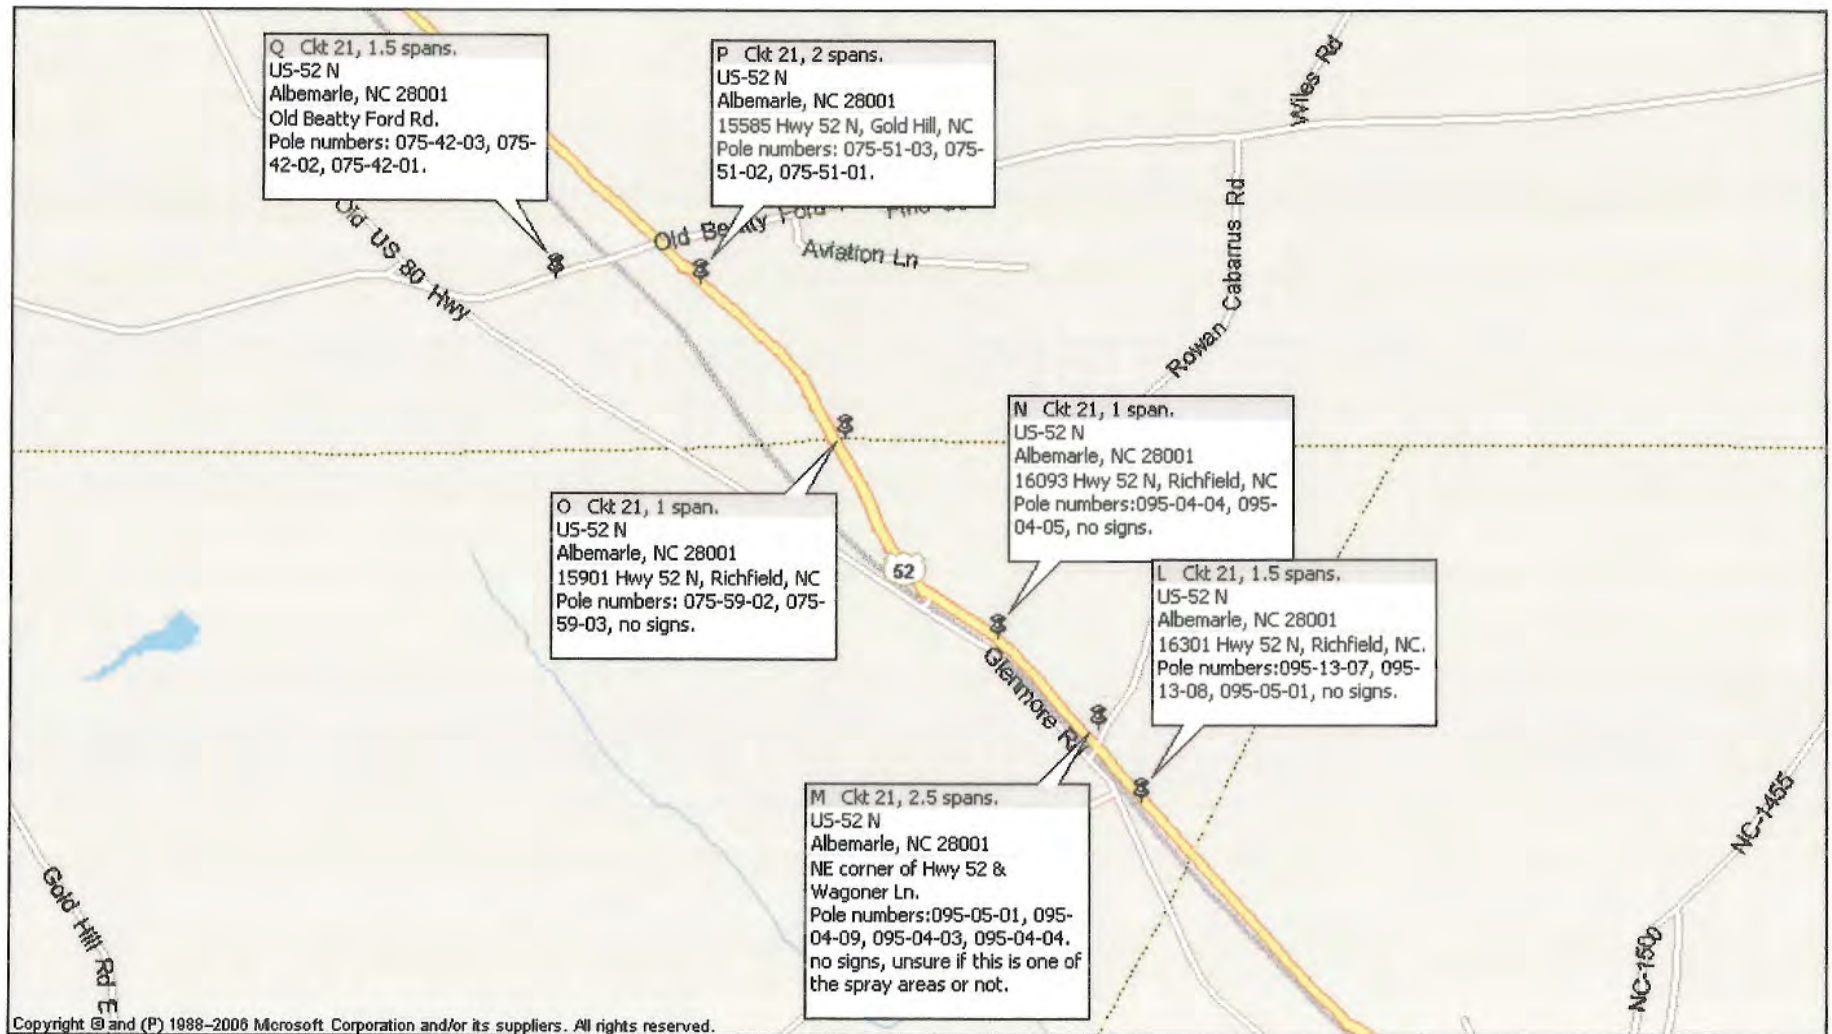 Q Ckt 21, 1.5 spans.
US-52 N
Albemarle, NC 28001
Old Beatty Ford Rd.
Pole numbers: 075-42-03, 075-
42-02, 075-42-01.
P Ckt 21, 2 spans.
US-52 N
Albemarle, NC 28001
15585 Hwy 52 N, Gold Hill, NC
Pole numbers: 075-51-03, 075-
51-02, 075-51-01.
Wiles Rd
Old US 80 Hwy
Old Beatty Ford
Aviation Ln
Rowan Cabarrus Rd
N Ckt 21, 1 span.
US-52 N
Albemarle, NC 28001
16093 Hwy 52 N, Richfield, NC
Pole numbers:095-04-04, 095-
04-05, no signs.
O Ckt 21, 1 span.
US-52 N
Albemarle, NC 28001
15901 Hwy 52 N, Richfield, NC
Pole numbers: 075-59-02, 075-
59-03, no signs.
52
L Ckt 21, 1.5 spans.
US-52 N
Albemarle, NC 28001
16301 Hwy 52 N, Richfield, NC.
Pole numbers:095-13-07, 095-
13-08, 095-05-01, no signs.
Glenmore Rd
M Ckt 21, 2.5 spans.
US-52 N
Albemarle, NC 28001
NE corner of Hwy 52 &
Wagoner Ln.
Pole numbers:095-05-01, 095-
04-09, 095-04-03, 095-04-04.
no signs, unsure if this is one of
the spray areas or not.
NC-1455
Gold Hill Rd E
Copyright © and (P) 1988–2006 Microsoft Corporation and/or its suppliers. All rights reserved.